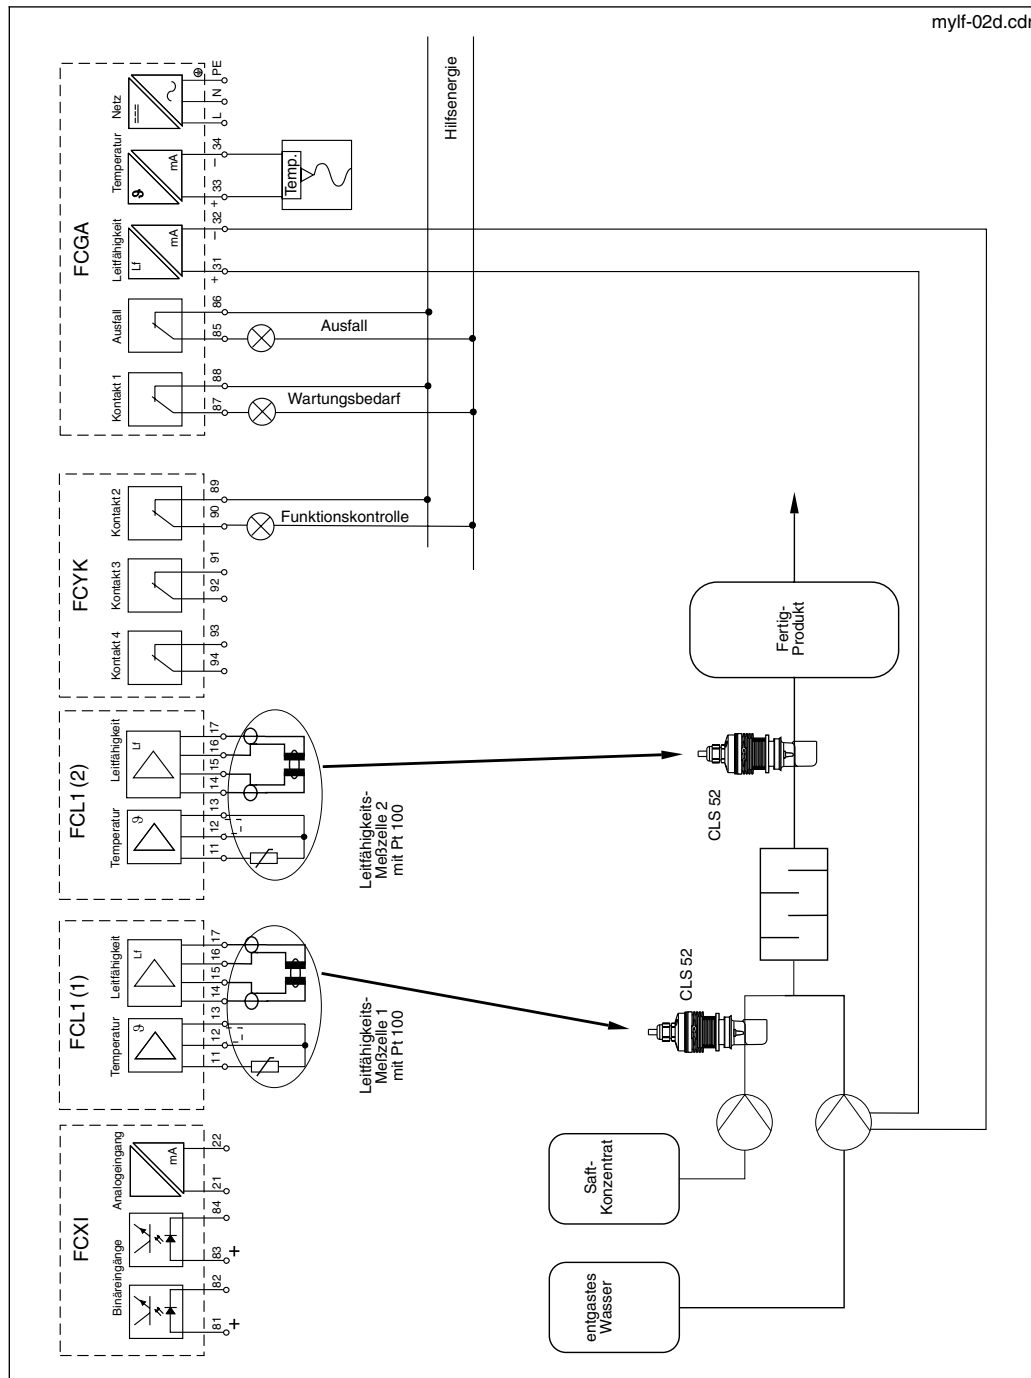 mylf-02d.cdr
FCGA
Netz
PE
N
L
Temperatur
ϑ
mA
34
–
33
+
Temp.
Leitfähigkeit
Lf
mA
32
–
31
+
Ausfall
86
85
Ausfall
Kontakt 1
88
87
Wartungsbedarf
Hilfsenergie
FCYK
Kontakt 2
89
90
Funktionskontrolle
Kontakt 3
91
92
Kontakt 4
93
94
FCL1 (2)
Leitfähigkeit
Lf
17
16
15
14
Temperatur
ϑ
13
12
11
Leitfähigkeits-
Meßzelle 2
mit Pt 100
FCL1 (1)
Leitfähigkeit
Lf
17
16
15
14
Temperatur
ϑ
13
12
11
Leitfähigkeits-
Meßzelle 1
mit Pt 100
FCXI
Analogeingang
mA
22
21
Binäreingänge
84
83
+
82
81
+
Fertig-
Produkt
CLS 52
CLS 52
Saft-
Konzentrat
entgastes
Wasser